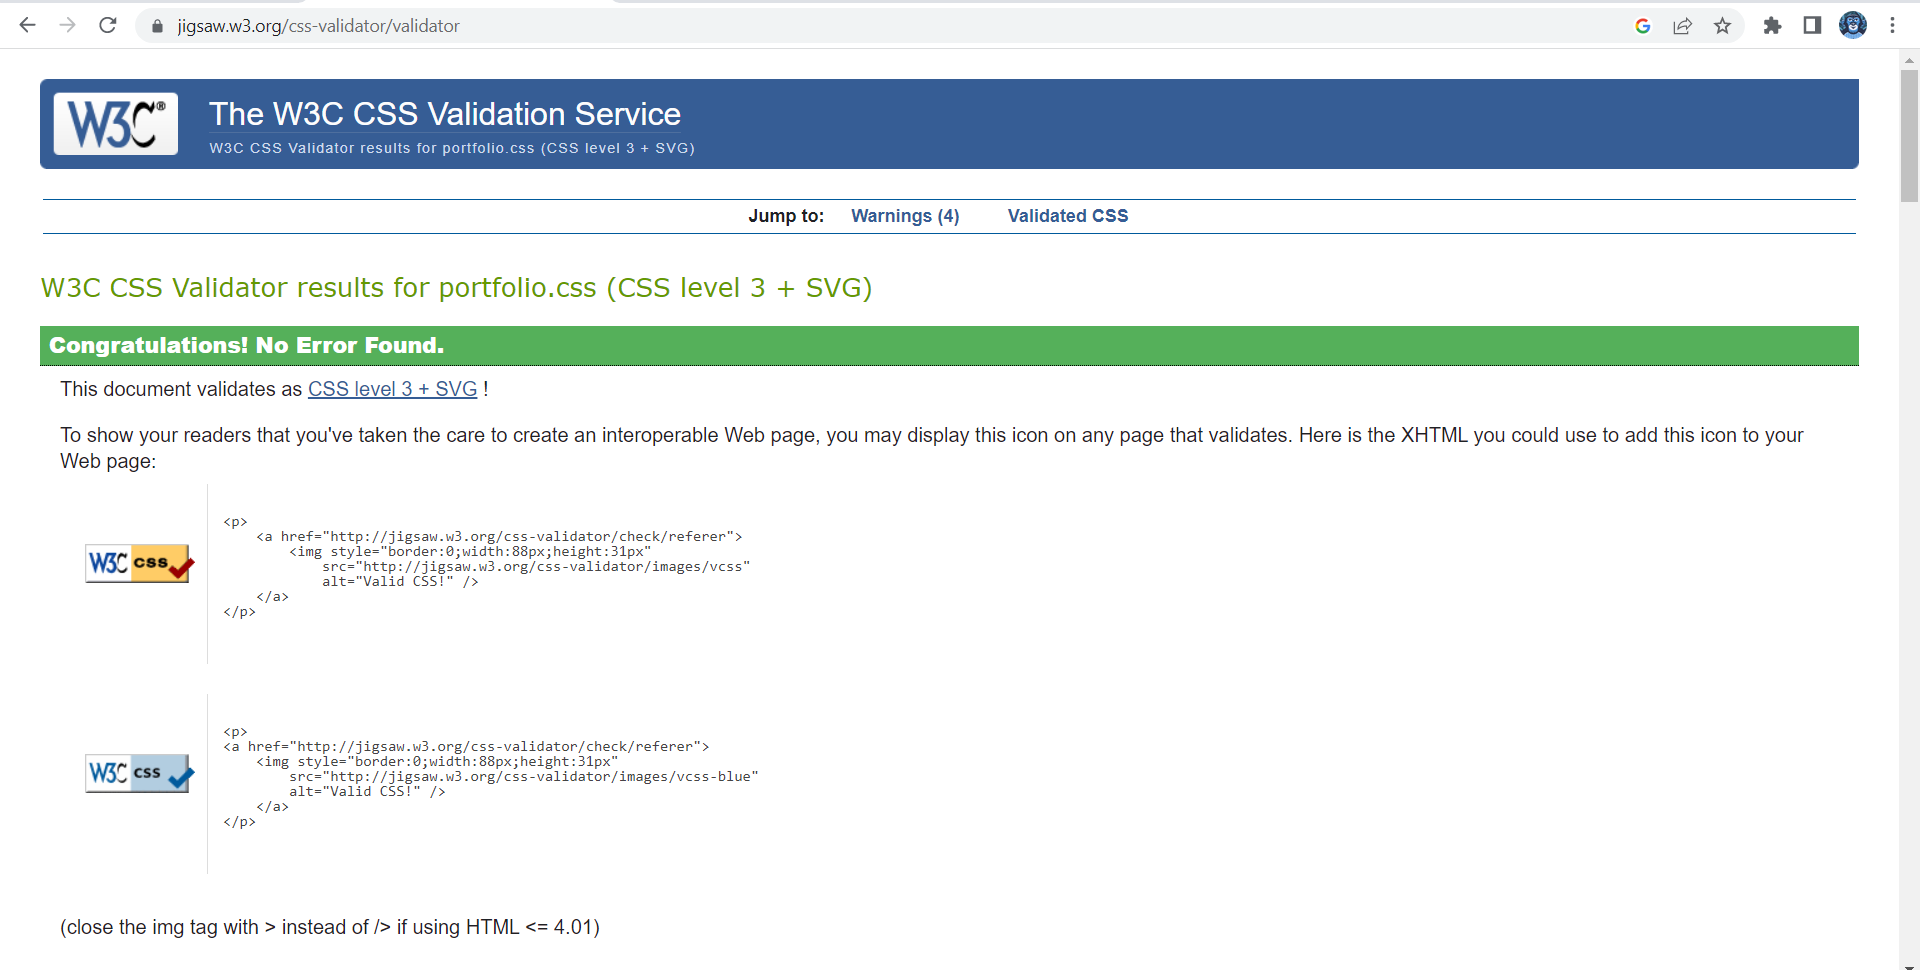 jigsaw.w3.org/css-validator/validator
W3C®
The W3C CSS Validation Service
W3C CSS Validator results for portfolio.css (CSS level 3 + SVG)
Jump to: Warnings (4) Validated CSS
W3C CSS Validator results for portfolio.css (CSS level 3 + SVG)
Congratulations! No Error Found.
This document validates as CSS level 3 + SVG !
To show your readers that you've taken the care to create an interoperable Web page, you may display this icon on any page that validates. Here is the XHTML you could use to add this icon to your
Web page:
W3C css
<p>
    <a href="http://jigsaw.w3.org/css-validator/check/referer">
        <img style="border:0;width:88px;height:31px"
            src="http://jigsaw.w3.org/css-validator/images/vcss"
            alt="Valid CSS!" />
    </a>
</p>
W3C css
<p>
<a href="http://jigsaw.w3.org/css-validator/check/referer">
    <img style="border:0;width:88px;height:31px"
        src="http://jigsaw.w3.org/css-validator/images/vcss-blue"
        alt="Valid CSS!" />
    </a>
</p>
(close the img tag with > instead of /> if using HTML <= 4.01)